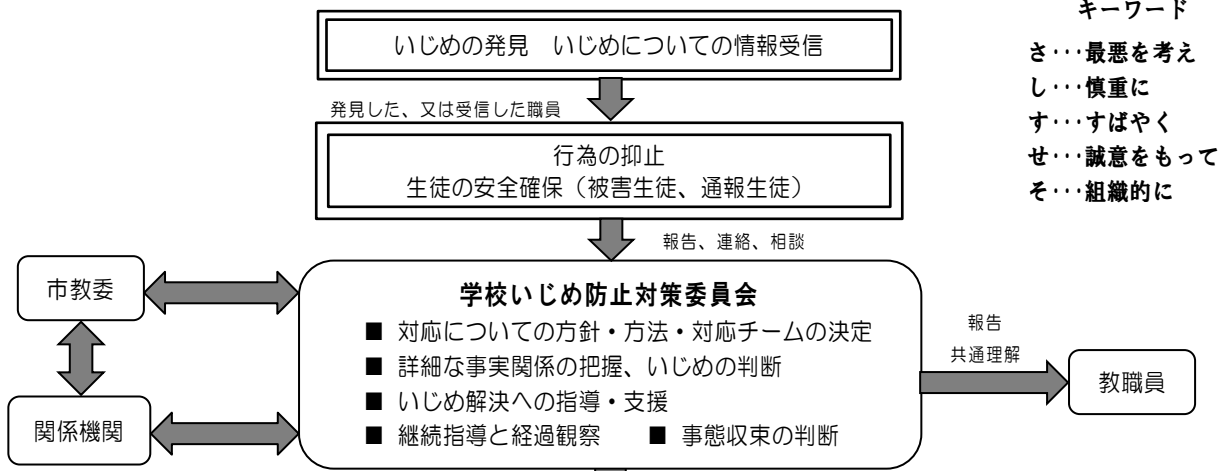 キーワード
さ・・・最悪を考え
し・・・慎重に
す・・・すばやく
せ・・・誠意をもって
そ・・・組織的に
いじめの発見　いじめについての情報受信
発見した、又は受信した職員
行為の抑止
生徒の安全確保（被害生徒、通報生徒）
報告、連絡、相談
市教委
関係機関
学校いじめ防止対策委員会
■ 対応についての方針・方法・対応チームの決定
■ 詳細な事実関係の把握、いじめの判断
■ いじめ解決への指導・支援
■ 継続指導と経過観察　　■ 事態収束の判断
報告
共通理解
教職員